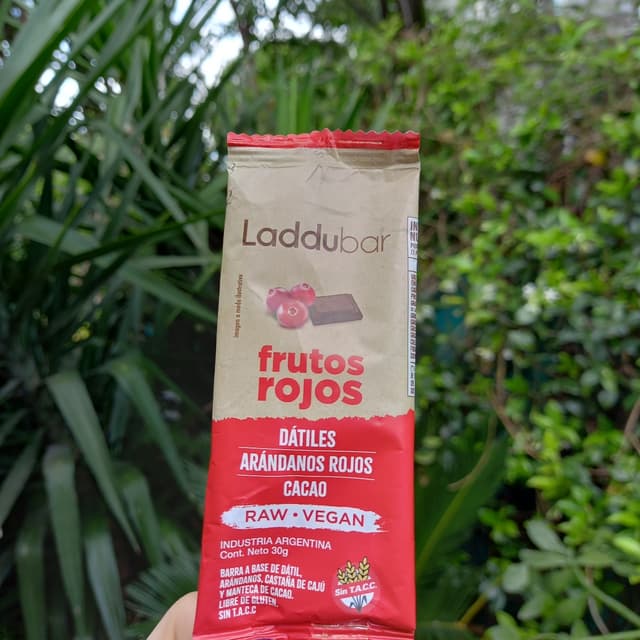 Laddubar
imagen a modo ilustrativo
frutos
rojos
DÁTILES
ARÁNDANOS ROJOS
CACAO
RAW • VEGAN
INDUSTRIA ARGENTINA
Cont. Neto 30g
BARRA A BASE DE DÁTIL,
ARÁNDANOS, CASTAÑA DE CAJÚ
Y MANTECA DE CACAO.
LIBRE DE GLUTEN.
SIN T.A.C.C
Sin T.A.C.C.